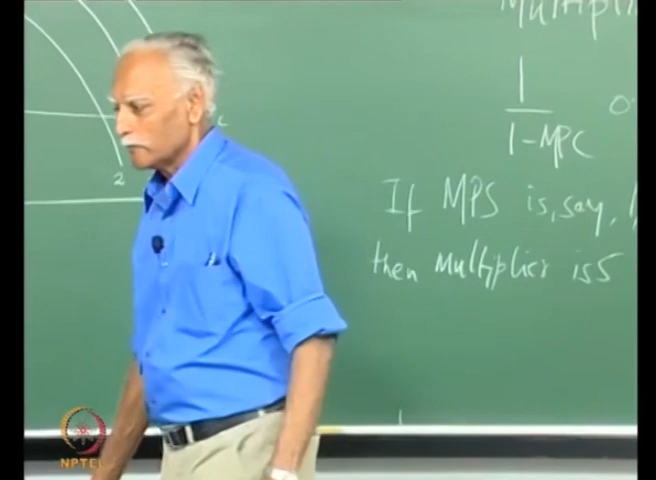 1
1-MPC
If MPS is, say,
then Multiplier is 5
2
NPTEL